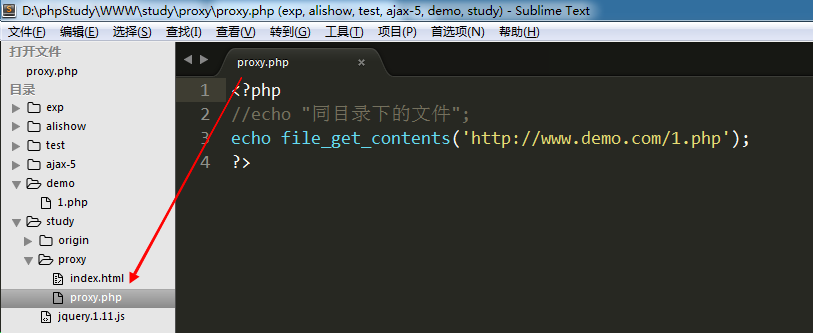 D:\phpStudy\WWW\study\proxy\proxy.php (exp, alishow, test, ajax-5, demo, study) - Sublime Text
文件(F) 编辑(E) 选择(S) 查找(I) 查看(V) 转到(G) 工具(T) 项目(P) 首选项(N) 帮助(H)
打开文件
proxy.php
目录
exp
alishow
test
ajax-5
demo
1.php
study
origin
proxy
index.html
proxy.php
jquery.1.11.js
proxy.php ×
1 <?php
2 //echo "同目录下的文件";
3 echo file_get_contents('http://www.demo.com/1.php');
4 ?>